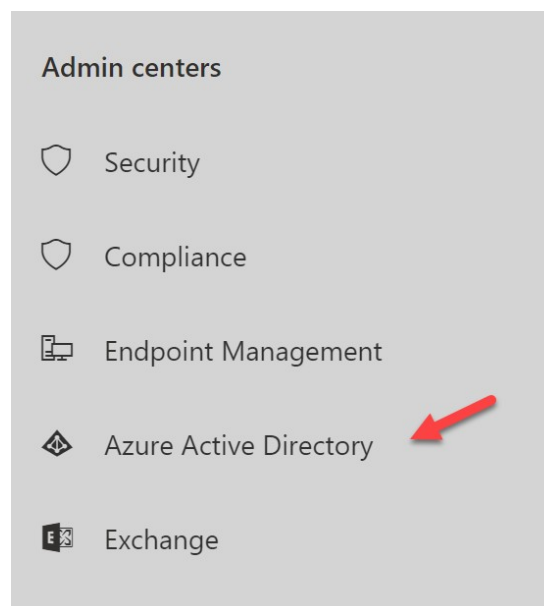 Admin centers
Security
Compliance
Endpoint Management
Azure Active Directory
Exchange